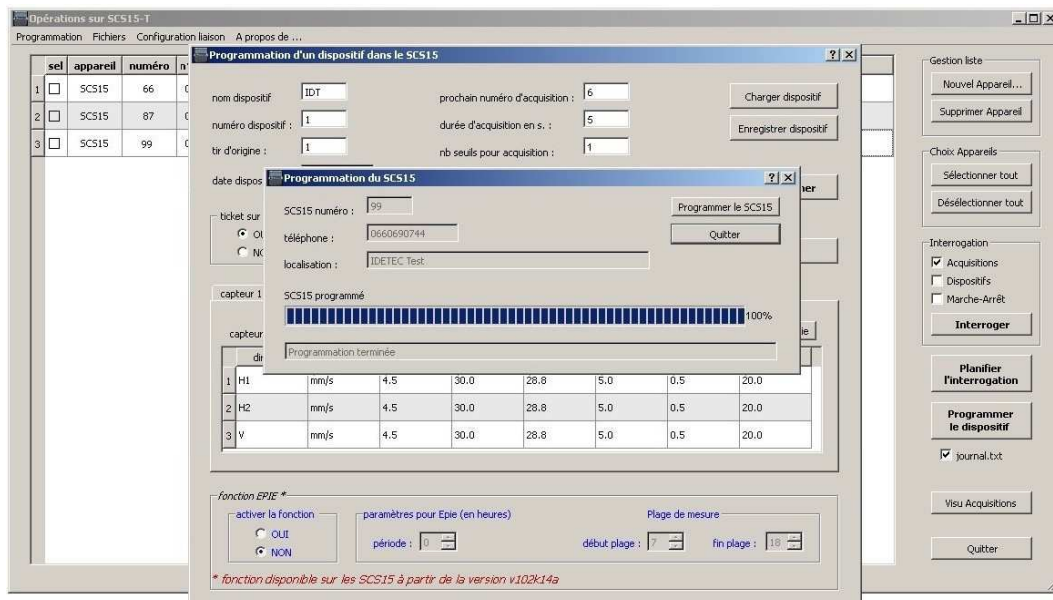 Opérations sur SCS15-T
Programmation Fichiers Configuration liaison A propos de ...
sel appareil numéro
1 SCS15 66
2 SCS15 87
3 SCS15 99
Programmation d'un dispositif dans le SCS15
nom dispositif IDT
numéro dispositif : 1
tir d'origine : 1
date dispos
prochain numéro d'acquisition : 6
durée d'acquisition en s. : 5
nb seuils pour acquisition : 1
Charger dispositif
Enregistrer dispositif
ticket sur
capteur 1
capteur
Programmation du SCS15
SCS15 numéro : 99
téléphone : 0660690744
localisation : IDETEC Test
Programmer le SCS15
Quitter
SCS15 programmé
100%
Programmation terminée
1 H1 mm/s 4.5 30.0 28.8 5.0 0.5 20.0
2 H2 mm/s 4.5 30.0 28.8 5.0 0.5 20.0
3 V mm/s 4.5 30.0 28.8 5.0 0.5 20.0
fonction EPIE *
activer la fonction
OUI
NON
paramètres pour Epie (en heures)
période : 0
Plage de mesure
début plage : 7 fin plage : 18
* fonction disponible sur les SCS15 à partir de la version v102k14a
Gestion liste
Nouvel Appareil...
Supprimer Appareil
Choix Appareils
Sélectionner tout
Désélectionner tout
Interrogation
Acquisitions
Dispositifs
Marche-Arrêt
Interroger
Planifier
l'interrogation
Programmer
le dispositif
journal.txt
Visu Acquisitions
Quitter